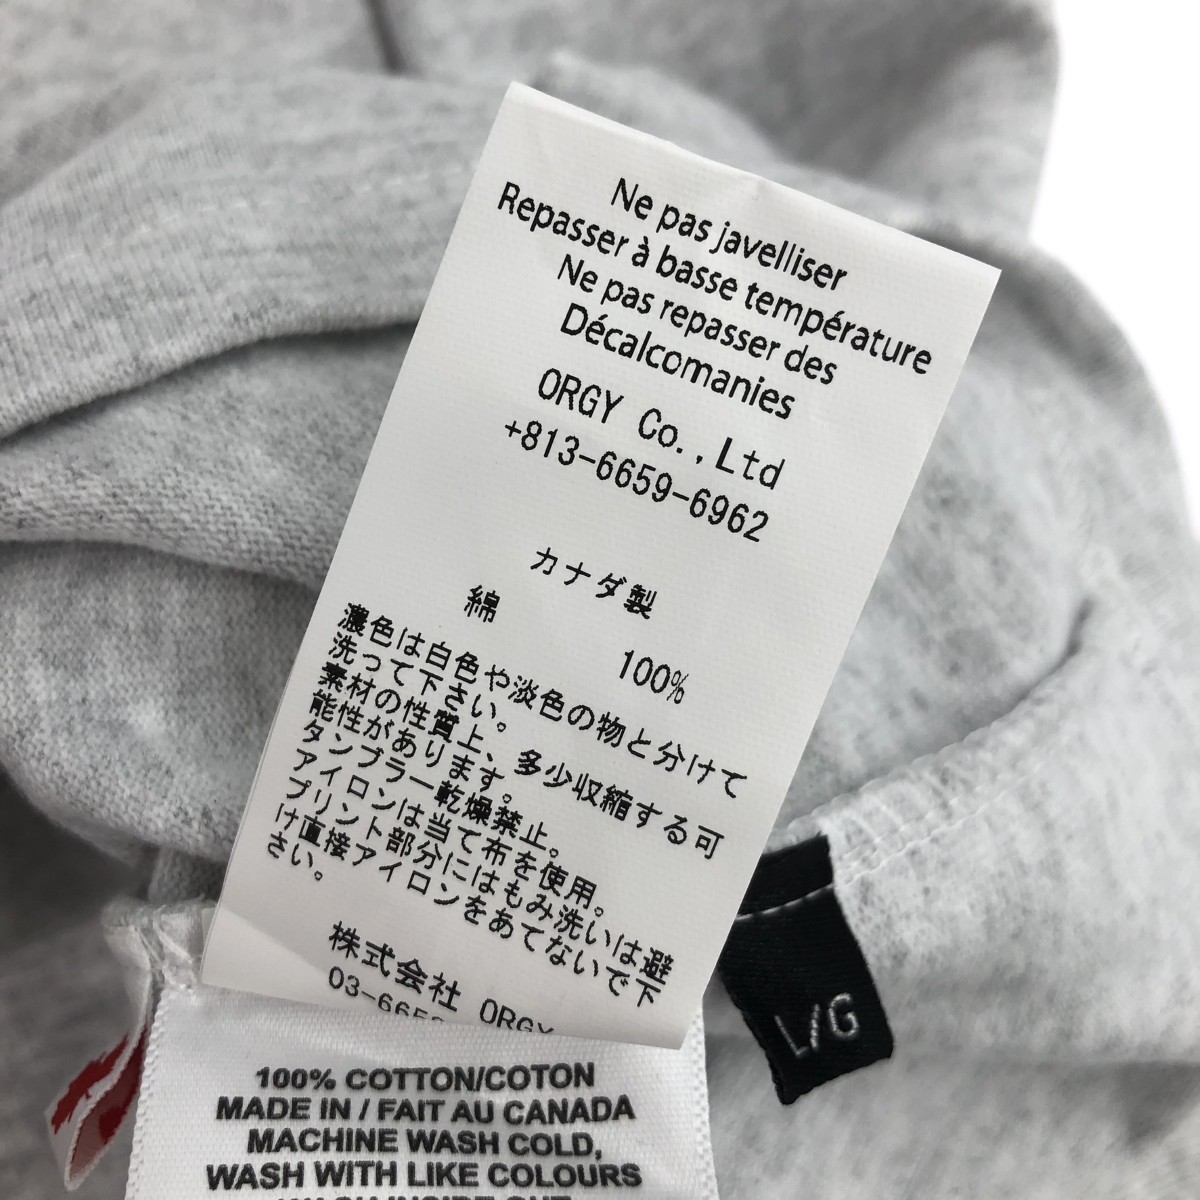 Ne pas javelliser
Repasser à basse température
Ne pas repasser des
Décalcomanies
ORGY Co., Ltd
+813-6659-6962
カナダ製
綿 100%
濃色は白色や淡色の物と分けて
洗って下さい。
素材の性質上、多少収縮する可
能性があります。
タンブラー乾燥禁止。
アイロンは当て布を使用。
プリント部分にはもみ洗いは避
け直接アイロンをあてないで下
さい。
株式会社 ORGY
L/G
100% COTTON/COTON
MADE IN / FAIT AU CANADA
MACHINE WASH COLD,
WASH WITH LIKE COLOURS